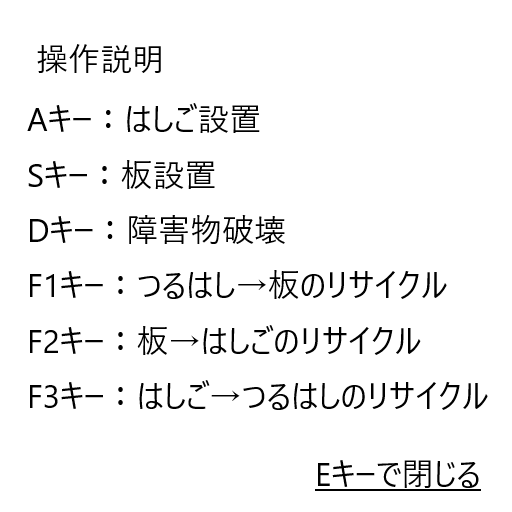 操作説明
Aキー：はしご設置
Sキー：板設置
Dキー：障害物破壊
F1キー：つるはし→板のリサイクル
F2キー：板→はしごのリサイクル
F3キー：はしご→つるはしのリサイクル
Eキーで閉じる